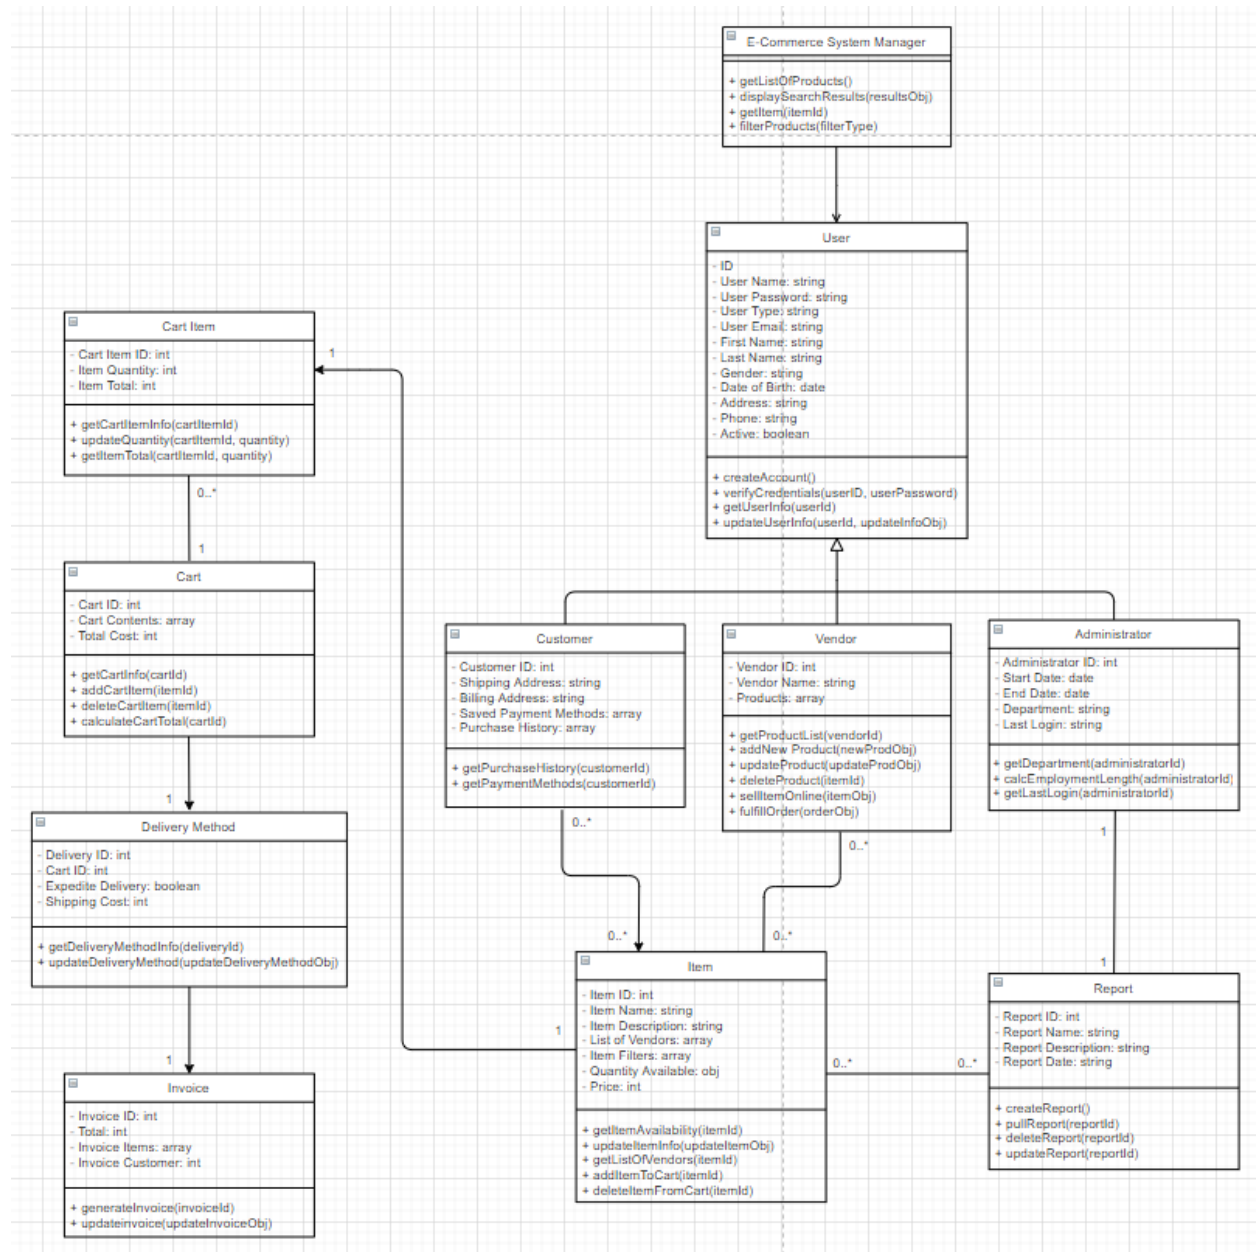 E-Commerce System Manager
+ getListOfProducts()
+ displaySearchResults(resultsObj)
+ getItem(itemId)
+ filterProducts(filterType)
User
- ID
- User Name: string
- User Password: string
- User Type: string
- User Email: string
- First Name: string
- Last Name: string
- Gender: string
- Date of Birth: date
- Address: string
- Phone: string
- Active: boolean
+ createAccount()
+ verifyCredentials(userID, userPassword)
+ getUserInfo(userId)
+ updateUserInfo(userId, updateInfoObj)
Cart Item
- Cart Item ID: int
- Item Quantity: int
- Item Total: int
+ getCartItemInfo(cartItemId)
+ updateQuantity(cartItemId, quantity)
+ getItemTotal(cartItemId, quantity)
1
0..*
1
Cart
- Cart ID: int
- Cart Contents: array
- Total Cost: int
+ getCartInfo(cartId)
+ addCartItem(itemId)
+ deleteCartItem(itemId)
+ calculateCartTotal(cartId)
1
Delivery Method
- Delivery ID: int
- Cart ID: int
- Expedite Delivery: boolean
- Shipping Cost: int
+ getDeliveryMethodInfo(deliveryId)
+ updateDeliveryMethod(updateDeliveryMethodObj)
1
Invoice
- Invoice ID: int
- Total: int
- Invoice Items: array
- Invoice Customer: int
+ generateInvoice(invoiceId)
+ updateinvoice(updateInvoiceObj)
Customer
- Customer ID: int
- Shipping Address: string
- Billing Address: string
- Saved Payment Methods: array
- Purchase History: array
+ getPurchaseHistory(customerId)
+ getPaymentMethods(customerId)
0..*
0..*
Vendor
- Vendor ID: int
- Vendor Name: string
- Products: array
+ getProductList(vendorId)
+ addNew Product(newProdObj)
+ updateProduct(updateProdObj)
+ deleteProduct(itemId)
+ sellItemOnline(itemObj)
+ fulfillOrder(orderObj)
0..*
0..*
Administrator
- Administrator ID: int
- Start Date: date
- End Date: date
- Department: string
- Last Login: string
+ getDepartment(administratorId)
+ calcEmploymentLength(administratorId)
+ getLastLogin(administratorId)
1
1
Item
- Item ID: int
- Item Name: string
- Item Description: string
- List of Vendors: array
- Item Filters: array
- Quantity Available: obj
- Price: int
+ getItemAvailability(itemId)
+ updateItemInfo(updateItemObj)
+ getListOfVendors(itemId)
+ addItemToCart(itemId)
+ deleteItemFromCart(itemId)
1
0..*
0..*
Report
- Report ID: int
- Report Name: string
- Report Description: string
- Report Date: string
+ createReport()
+ pullReport(reportId)
+ deleteReport(reportId)
+ updateReport(reportId)